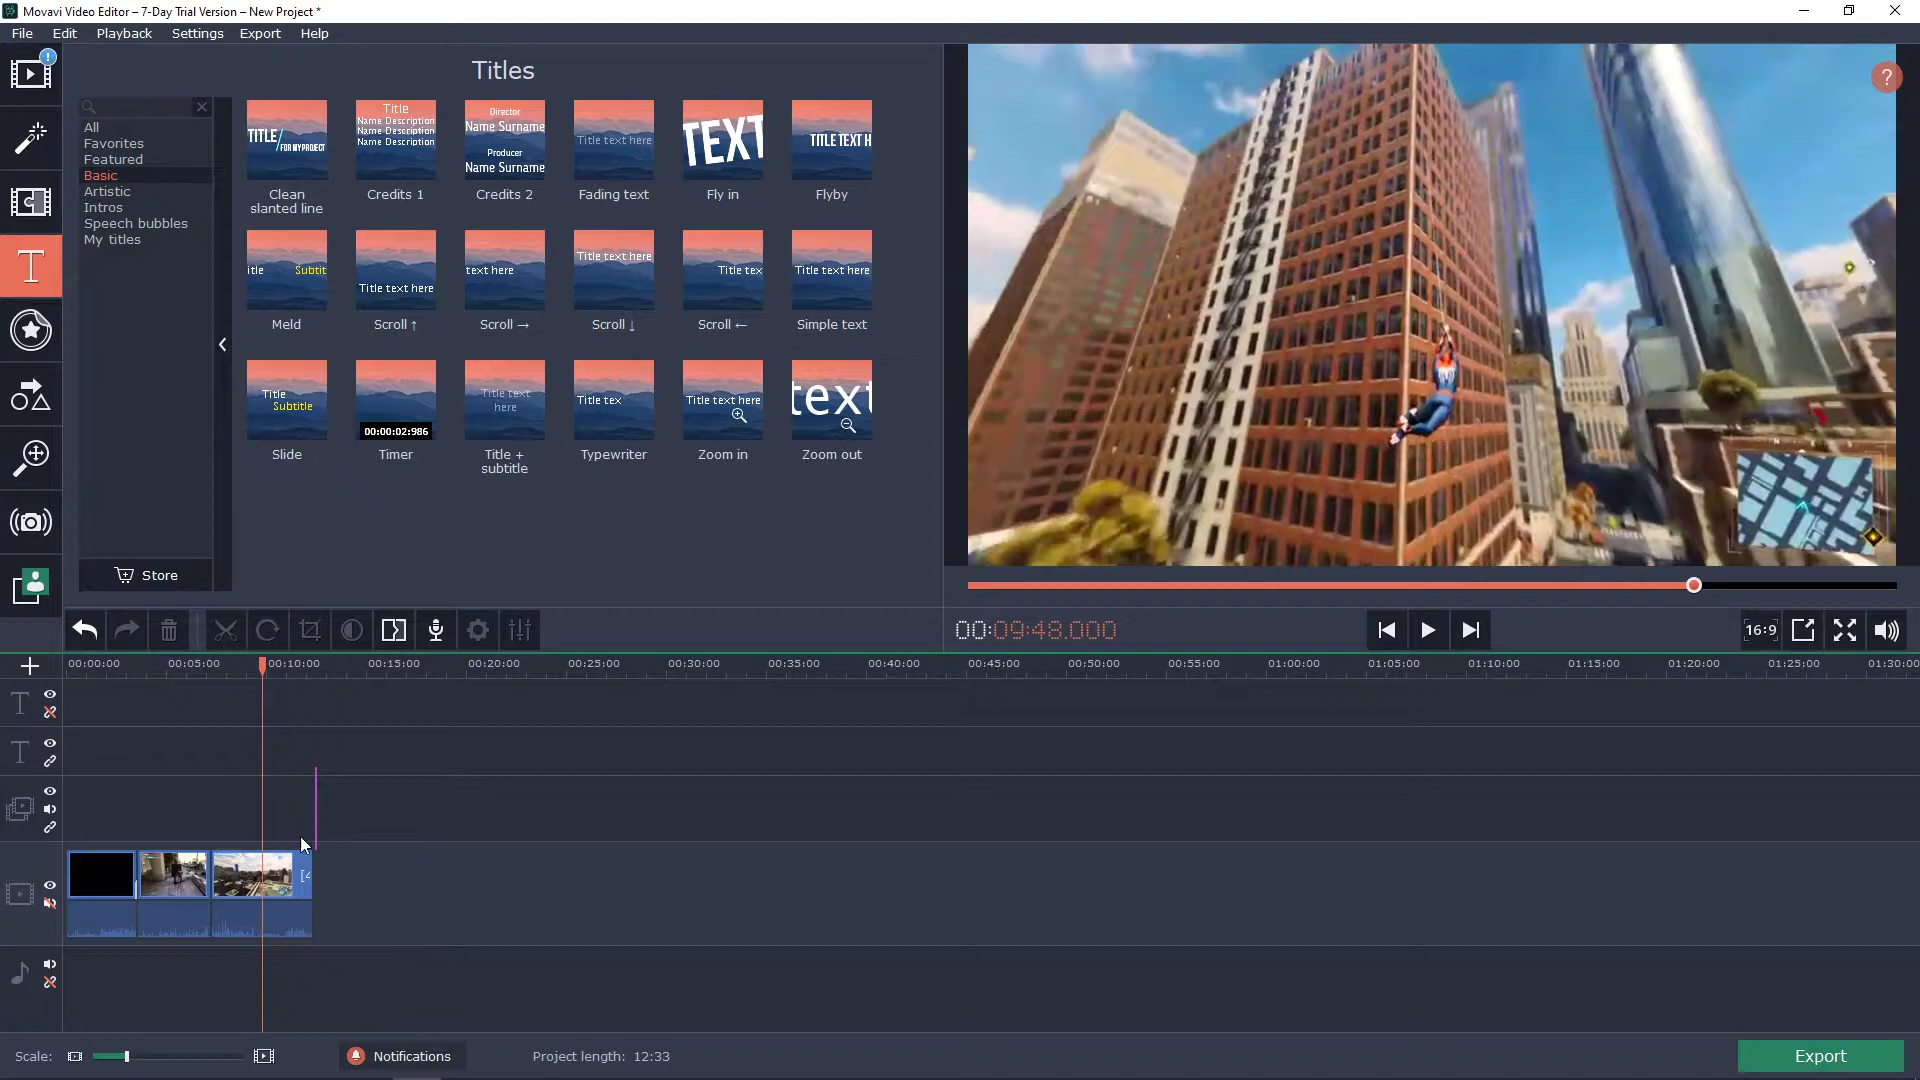 Movavi Video Editor – 7-Day Trial Version – New Project *
File Edit Playback Settings Export Help
Titles
All
Favorites
Featured
Basic
Artistic
Intros
Speech bubbles
My titles
Store
TITLE/
FOR MY PROJECT
Clean
slanted line
Title
Name Description
Name Description
Name Description
Credits 1
Director
Name Surname
Producer
Name Surname
Credits 2
Title text here
Fading text
TEXT
Fly in
TITLE TEXT H
Flyby
itle Subtit
Meld
Title text here
Scroll ↑
text here
Scroll →
Title text here
Scroll ↓
Title tex
Scroll ←
Title text here
Simple text
Title
Subtitle
Slide
00:00:02:986
Timer
Title text
here
Title +
subtitle
Title tex
Typewriter
Title text here
Zoom in
text
Zoom out
?
N
00:09:48.000
16:9
00:00:00 00:05:00 00:10:00 00:15:00 00:20:00 00:25:00 00:30:00 00:35:00 00:40:00 00:45:00 00:50:00 00:55:00 01:00:00 01:05:00 01:10:00 01:15:00 01:20:00 01:25:00 01:30:00
T
T
[4
Scale: Notifications Project length: 12:33 Export